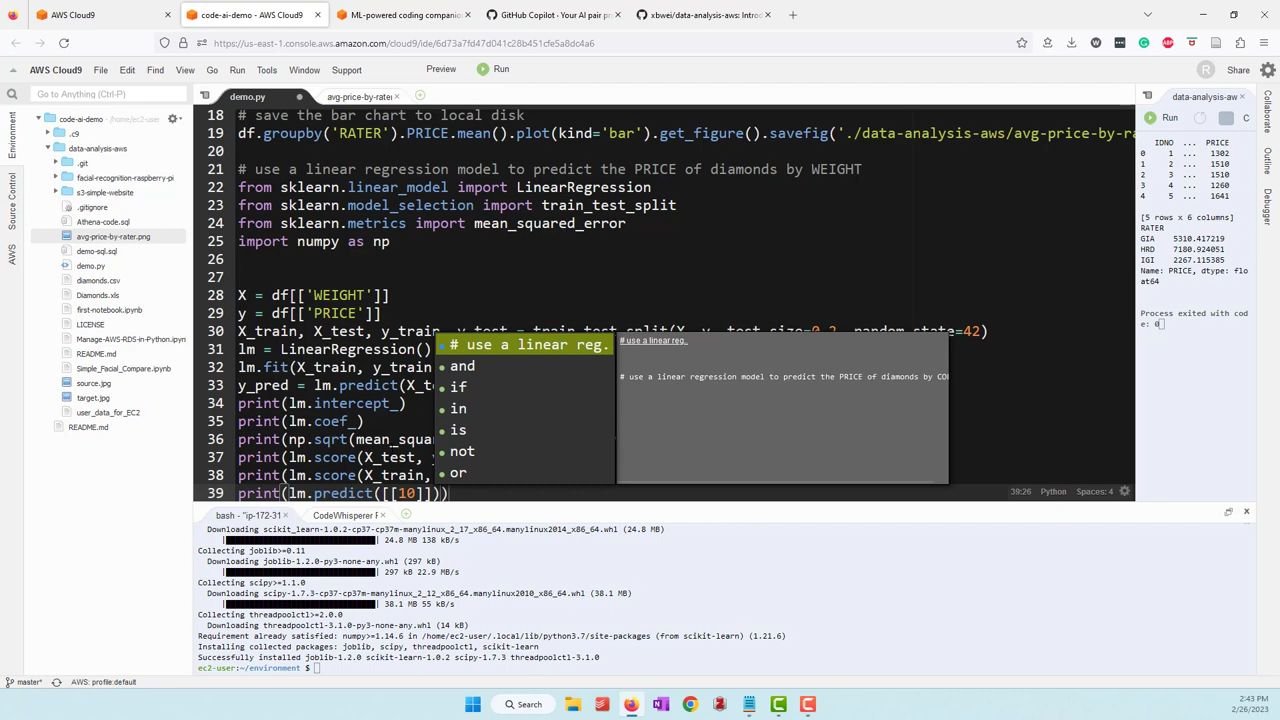 AWS Cloud9
code-ai-demo - AWS Cloud9
ML-powered coding companion
GitHub Copilot - Your AI pair pr
xbwei/data-analysis-aws: Introd
https://us-east-1.console.aws.amazon.com/cloud9/ide/6d73a7fd47d041c28b451cfe5a8dc4a6
AWS Cloud9 File Edit Find View Go Run Tools Window Support Preview Run
R Share
Go to Anything (Ctrl-P)
demo.py
avg-price-by-rater
data-analysis-aw
Environment
Source Control
AWS
code-ai-demo - /home/ec2-user/
.c9
data-analysis-aws
.git
facial-recognition-raspberry-pi
s3-simple-website
.gitignore
Athena-code.sql
avg-price-by-rater.png
demo-sql.sql
demo.py
diamonds.csv
Diamonds.xls
first-notebook.ipynb
LICENSE
Manage-AWS-RDS-in-Python.ipynb
README.md
Simple_Facial_Compare.ipynb
source.jpg
target.jpg
user_data_for_EC2
README.md
18 # save the bar chart to local disk
19 df.groupby('RATER').PRICE.mean().plot(kind='bar').get_figure().savefig('./data-analysis-aws/avg-price-by-ra
20
21 # use a linear regression model to predict the PRICE of diamonds by WEIGHT
22 from sklearn.linear_model import LinearRegression
23 from sklearn.model_selection import train_test_split
24 from sklearn.metrics import mean_squared_error
25 import numpy as np
26
27
28 X = df[['WEIGHT']]
29 y = df[['PRICE']]
30 X_train, X_test, y_train, y_test = train_test_split(X, y, test_size=0.2, random_state=42)
31 lm = LinearRegression()
32 lm.fit(X_train, y_train
33 y_pred = lm.predict(X_te
34 print(lm.intercept_)
35 print(lm.coef_)
36 print(np.sqrt(mean_squar
37 print(lm.score(X_test, y
38 print(lm.score(X_train,
39 print(lm.predict([[10]]))
# use a linear reg.
and
if
in
is
not
or
# use a linear reg.
# use a linear regression model to predict the PRICE of diamonds by CO
39:26 Python Spaces: 4
Run C
IDNO ... PRICE
0 1 ... 1302
1 2 ... 1510
2 3 ... 1510
3 4 ... 1260
4 5 ... 1641
[5 rows x 6 columns]
RATER
GIA 5310.417219
HRD 7180.924051
IGI 2267.115385
Name: PRICE, dtype: flo
at64
Process exited with cod
e: 0
Collaborate
Outline
Debugger
bash - "ip-172-31
CodeWhisperer R
Downloading scikit_learn-1.0.2-cp37-cp37m-manylinux_2_17_x86_64.manylinux2014_x86_64.whl (24.8 MB)
24.8 MB 138 kB/s
Collecting joblib>=0.11
Downloading joblib-1.2.0-py3-none-any.whl (297 kB)
297 kB 22.9 MB/s
Collecting scipy>=1.1.0
Downloading scipy-1.7.3-cp37-cp37m-manylinux_2_12_x86_64.manylinux2010_x86_64.whl (38.1 MB)
38.1 MB 55 kB/s
Collecting threadpoolctl>=2.0.0
Downloading threadpoolctl-3.1.0-py3-none-any.whl (14 kB)
Requirement already satisfied: numpy>=1.14.6 in /home/ec2-user/.local/lib/python3.7/site-packages (from scikit-learn) (1.21.6)
Installing collected packages: joblib, scipy, threadpoolctl, scikit-learn
Successfully installed joblib-1.2.0 scikit-learn-1.0.2 scipy-1.7.3 threadpoolctl-3.1.0
ec2-user:~/environment $
master* AWS: profile:default
Search
2:43 PM
2/26/2023